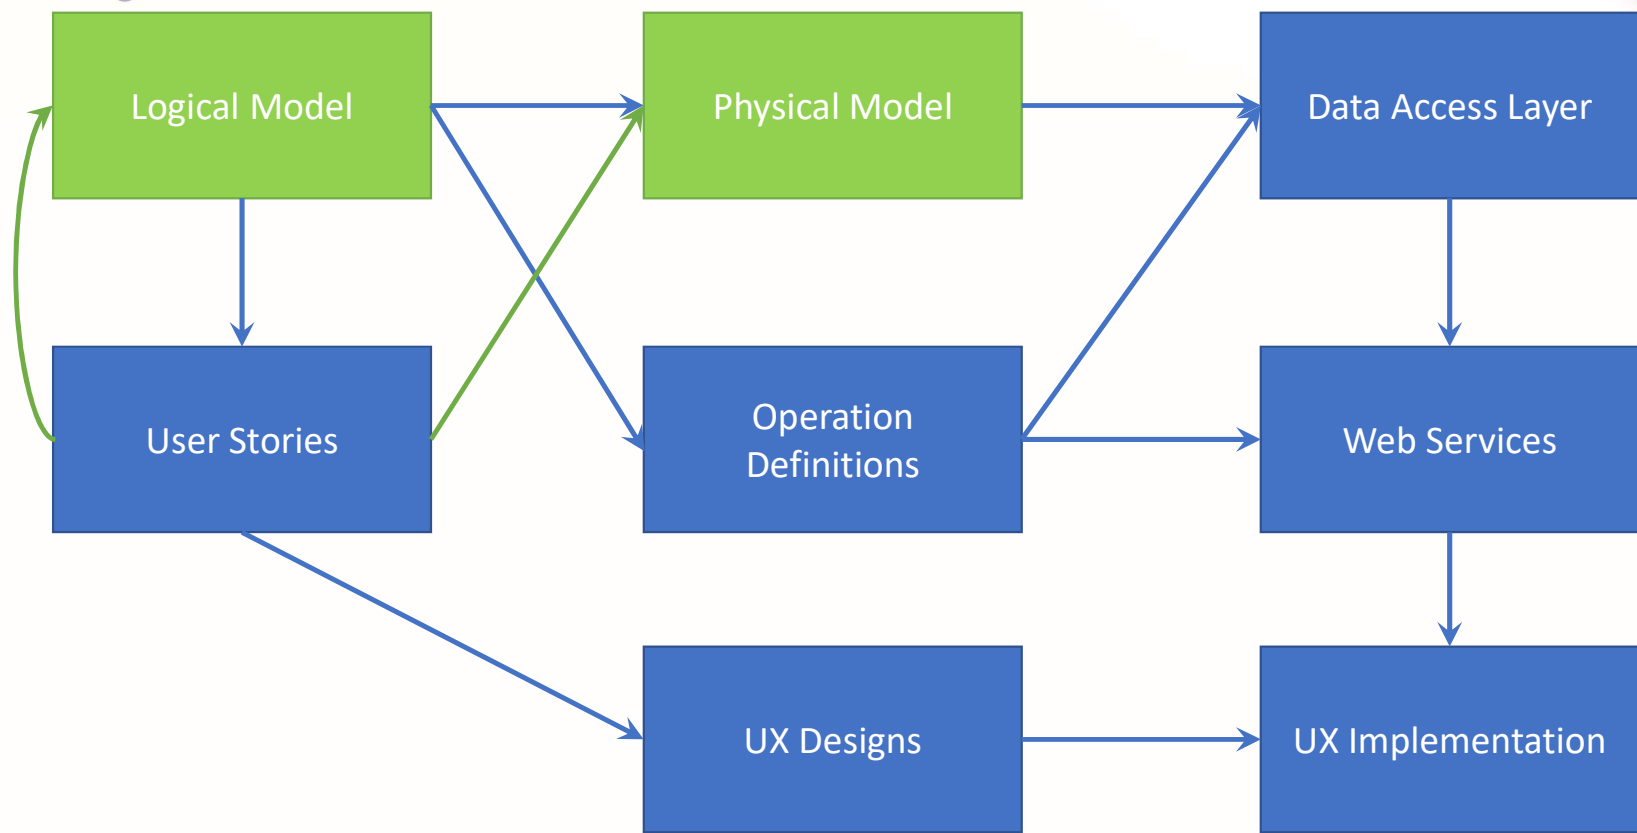 Logical Model
Physical Model
Data Access Layer
User Stories
Operation
Definitions
Web Services
UX Designs
UX Implementation